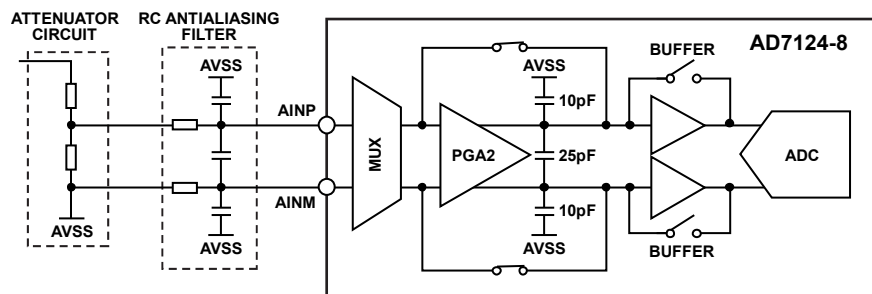 ATTENUATOR
CIRCUIT
RC ANTIALIASING
FILTER
AD7124-8
BUFFER
AVSS
AVSS
10pF
AINP
MUX
PGA2
25pF
ADC
AINM
10pF
AVSS
AVSS
AVSS
BUFFER